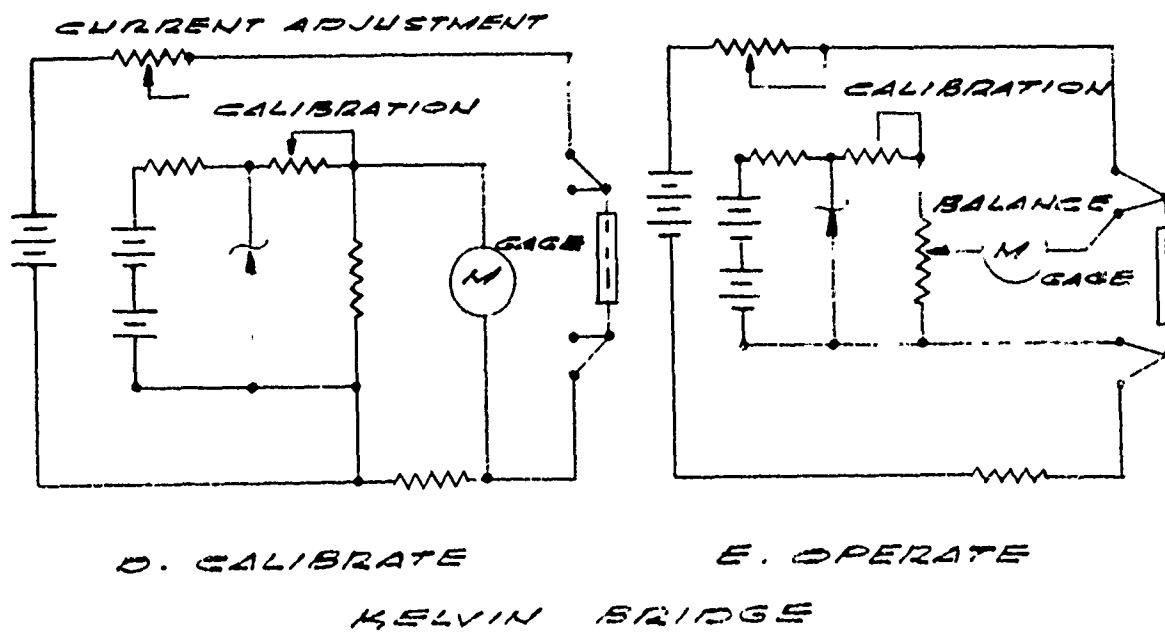 CURRENT ADJUSTMENT
CALIBRATION
GAGE
M
D. CALIBRATE
CALIBRATION
BALANCE
M
GAGE
E. OPERATE
KELVIN BRIDGE